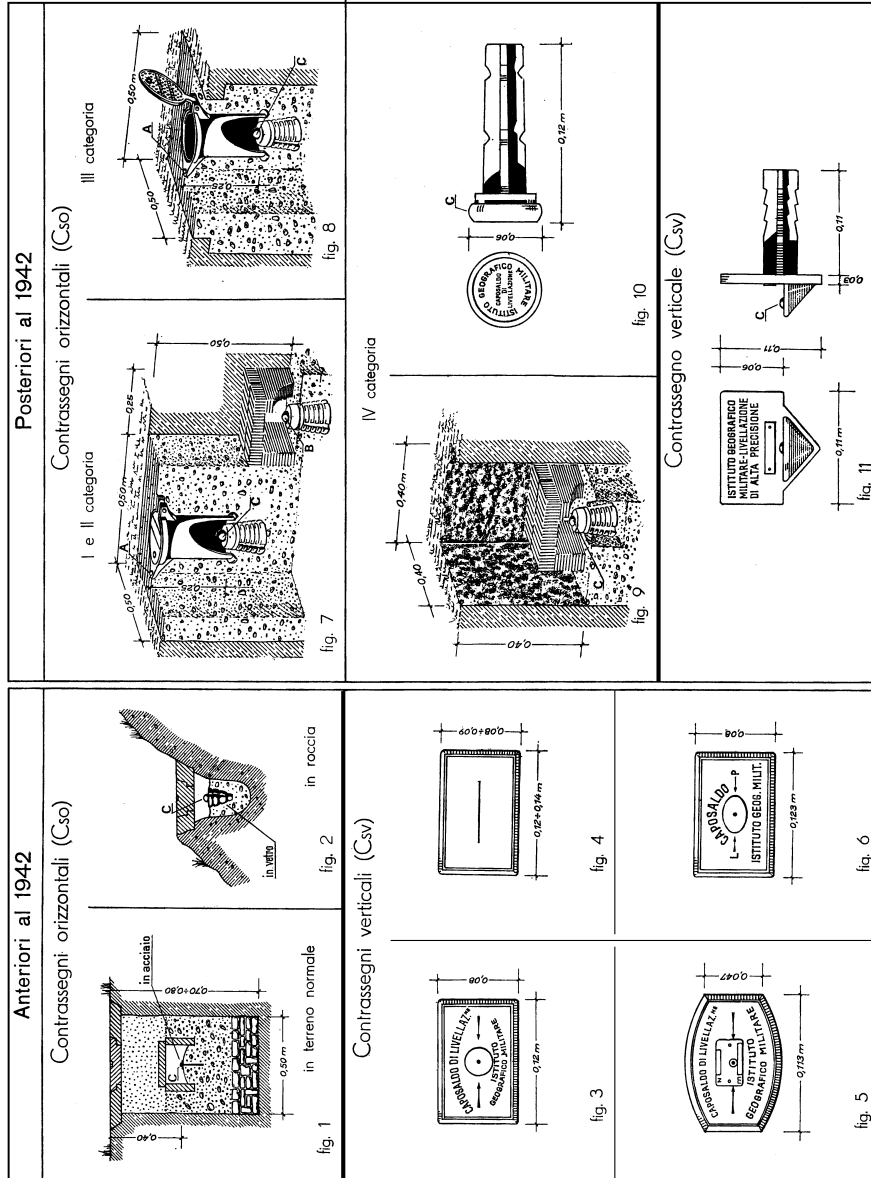 Anteriori al 1942
Contrassegni orizzontali (Cso)
0,40
C
in acciaio
0,70÷0,80
0,50 m
fig. 1
in terreno normale
C
in vetro
fig. 2
in roccia
Contrassegni verticali (Csv)
CAPOSALDO DI LIVELLAZ.NE
ISTITUTO
GEOGRAFICO MILITARE
0,08
0,12 m
fig. 3
0,08÷0,09
0,12÷0,14 m
fig. 4
CAPOSALDO DI LIVELLAZ.NE
N
ISTITUTO
GEOGRAFICO MILITARE
0,047
0,113 m
fig. 5
CAPOSALDO
L
P
ISTITUTO GEOG. MILIT.
0,08
0,123 m
fig. 6
Posteriori al 1942
Contrassegni orizzontali (Cso)
I e II categoria
A
0,50
0,50 m
0,25
0,50
C
B
fig. 7
III categoria
A
0,50 m
0,50
0,25
C
fig. 8
IV categoria
0,40 m
0,40
0,40
C
fig. 9
ISTITUTO GEOGRAFICO MILITARE
CAPOSALDO
DI
LIVELLAZIONE
C
0,06
0,12 m
fig. 10
Contrassegno verticale (Csv)
ISTITUTO GEOGRAFICO
MILITARE-LIVELLAZIONE
DI ALTA PRECISIONE
0,11 m
0,06
0,11
C
0,03
0,11
fig. 11